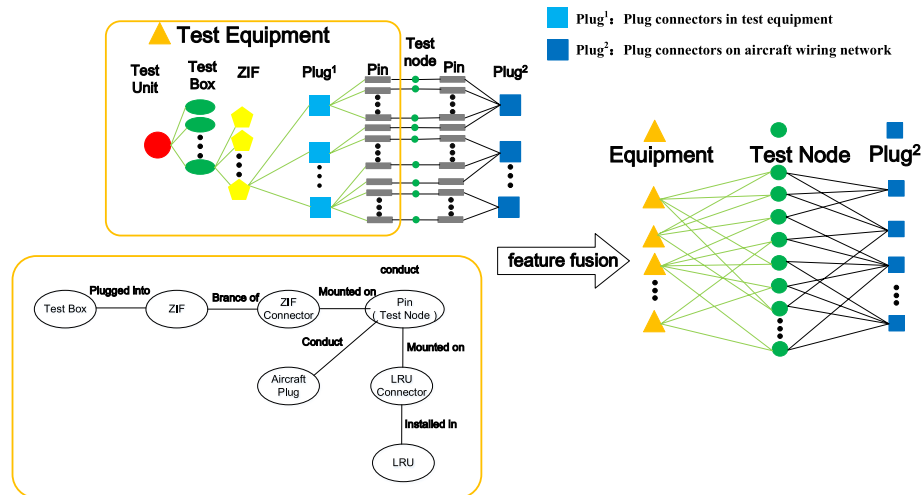 Test Equipment
Test
Unit
Test
Box
ZIF
Plug¹
Pin
Test
node
Pin
Plug²
Plug¹： Plug connectors in test equipment
Plug²： Plug connectors on aircraft wiring network
Equipment
Test Node
Plug²
feature fusion
conduct
Plugged Into
Brance of
Mounted on
Test Box
ZIF
ZIF
Connector
Pin
( Test Node )
Conduct
Mounted on
Aircraft
Plug
LRU
Connector
Installed in
LRU